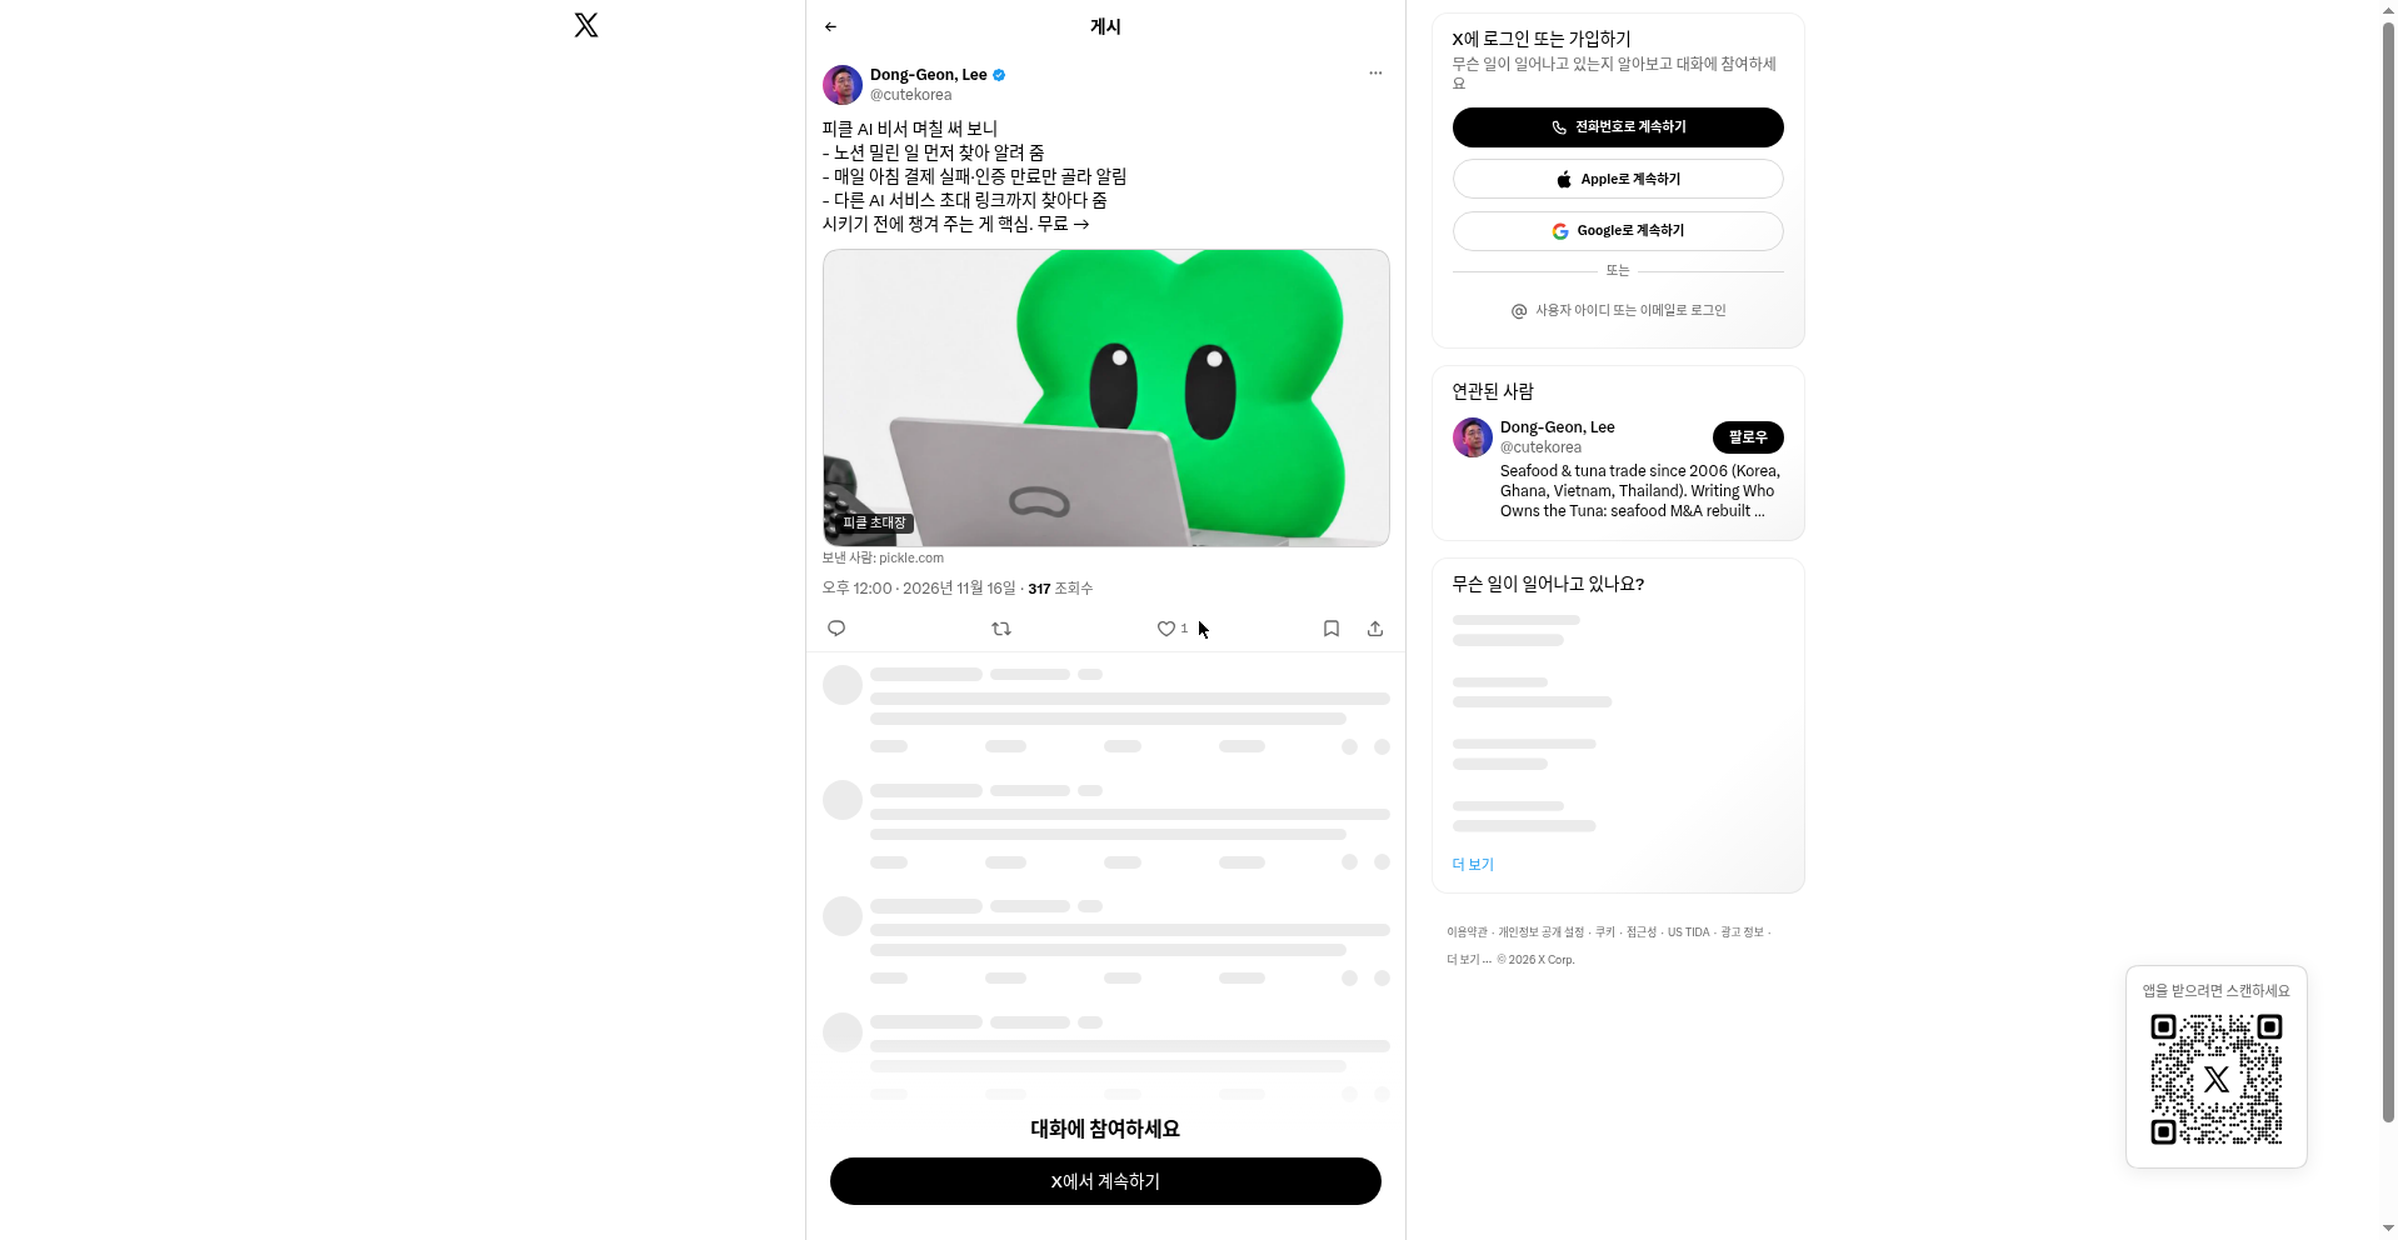 게시
Dong-Geon, Lee
@cutekorea
피클 AI 비서 며칠 써 보니
- 노션 밀린 일 먼저 찾아 알려 줌
- 매일 아침 결제 실패·인증 만료만 골라 알림
- 다른 AI 서비스 초대 링크까지 찾아다 줌
시키기 전에 챙겨 주는 게 핵심. 무료 →
피클 초대장
보낸 사람: pickle.com
오후 12:00 · 2026년 11월 16일 · 317 조회수
1
대화에 참여하세요
X에서 계속하기
X에 로그인 또는 가입하기
무슨 일이 일어나고 있는지 알아보고 대화에 참여하세
요
전화번호로 계속하기
Apple로 계속하기
Google로 계속하기
또는
@ 사용자 아이디 또는 이메일로 로그인
연관된 사람
Dong-Geon, Lee
@cutekorea
팔로우
Seafood & tuna trade since 2006 (Korea,
Ghana, Vietnam, Thailand). Writing Who
Owns the Tuna: seafood M&A rebuilt ...
무슨 일이 일어나고 있나요?
더 보기
이용약관 · 개인정보 공개 설정 · 쿠키 · 접근성 · US TIDA · 광고 정보 ·
더 보기 ... © 2026 X Corp.
앱을 받으려면 스캔하세요